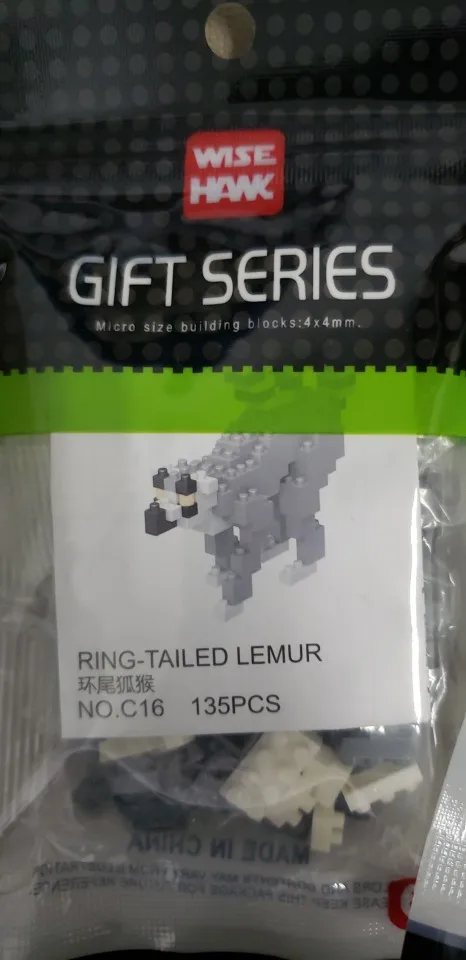 WISE
HAWK
GIFT SERIES
Micro size building blocks:4x4mm.
RING-TAILED LEMUR
环尾狐猴
NO.C16 135PCS
MADE IN CHINA